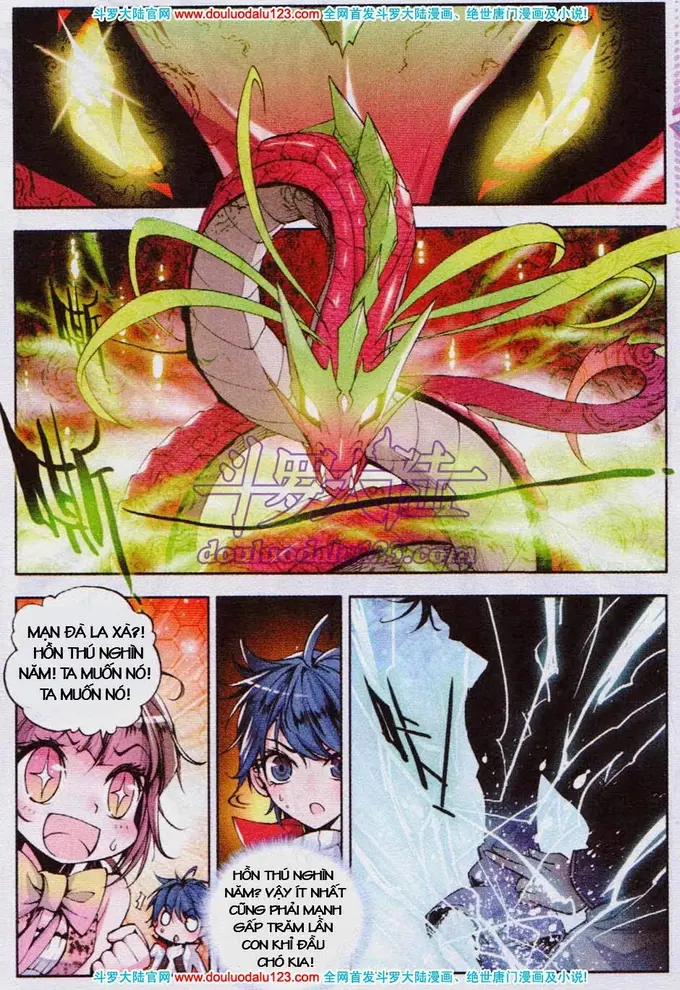 斗罗大陆官网 www.douluodalu123.com 全网首发斗罗大陆漫画、绝世唐门漫画及小说!
斗罗大陆
douluodalu123.com
MẠN ĐÀ LA XÀ?!
HỒN THÚ NGHÌN
NĂM! TA MUỐN NÓ!
TA MUỐN NÓ!
HỒN THÚ NGHÌN
NĂM? VẬY ÍT NHẤT
CŨNG PHẢI MẠNH
GẤP TRĂM LẦN
CON KHỈ ĐẦU
CHÓ KIA!
斗罗大陆官网 www.douluodalu123.com 全网首发斗罗大陆漫画、绝世唐门漫画及小说!